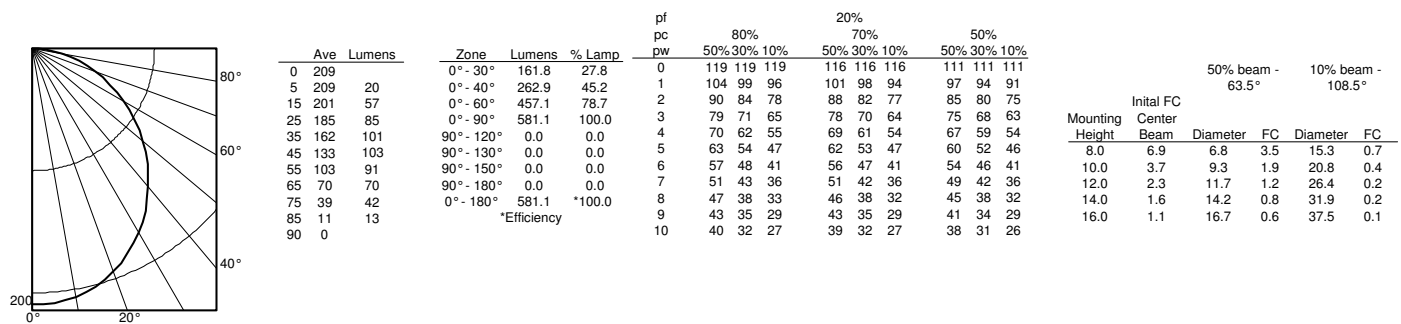 80°
60°
40°
200
0° 20°
Ave Lumens
0 209
5 209 20
15 201 57
25 185 85
35 162 101
45 133 103
55 103 91
65 70 70
75 39 42
85 11 13
90 0
Zone Lumens % Lamp
0° - 30° 161.8 27.8
0° - 40° 262.9 45.2
0° - 60° 457.1 78.7
0° - 90° 581.1 100.0
90° - 120° 0.0 0.0
90° - 130° 0.0 0.0
90° - 150° 0.0 0.0
90° - 180° 0.0 0.0
0° - 180° 581.1 *100.0
*Efficiency
pf 20%
pc 80% 70% 50%
pw 50% 30% 10% 50% 30% 10% 50% 30% 10%
0 119 119 119 116 116 116 111 111 111
1 104 99 96 101 98 94 97 94 91
2 90 84 78 88 82 77 85 80 75
3 79 71 65 78 70 64 75 68 63
4 70 62 55 69 61 54 67 59 54
5 63 54 47 62 53 47 60 52 46
6 57 48 41 56 47 41 54 46 41
7 51 43 36 51 42 36 49 42 36
8 47 38 33 46 38 32 45 38 32
9 43 35 29 43 35 29 41 34 29
10 40 32 27 39 32 27 38 31 26
50% beam - 10% beam -
63.5° 108.5°
Inital FC
Mounting Center
Height Beam Diameter FC Diameter FC
8.0 6.9 6.8 3.5 15.3 0.7
10.0 3.7 9.3 1.9 20.8 0.4
12.0 2.3 11.7 1.2 26.4 0.2
14.0 1.6 14.2 0.8 31.9 0.2
16.0 1.1 16.7 0.6 37.5 0.1